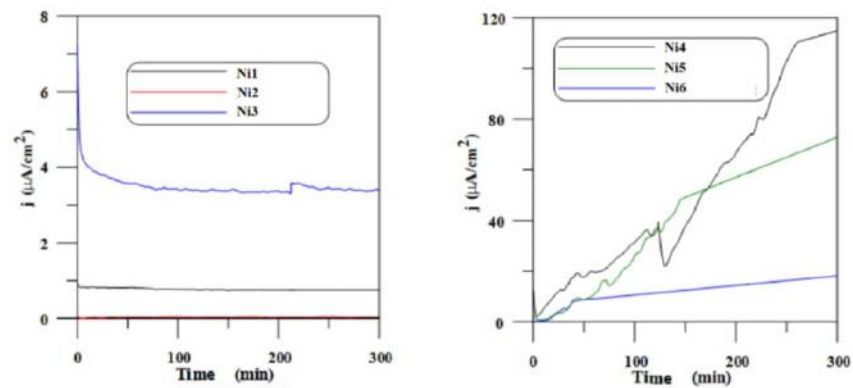 8
6
4
2
0
j (µA/cm²)
Ni1
Ni2
Ni3
0 100 200 300
Time (min)
120
80
40
0
j (µA/cm²)
Ni4
Ni5
Ni6
0 100 200 300
Time (min)